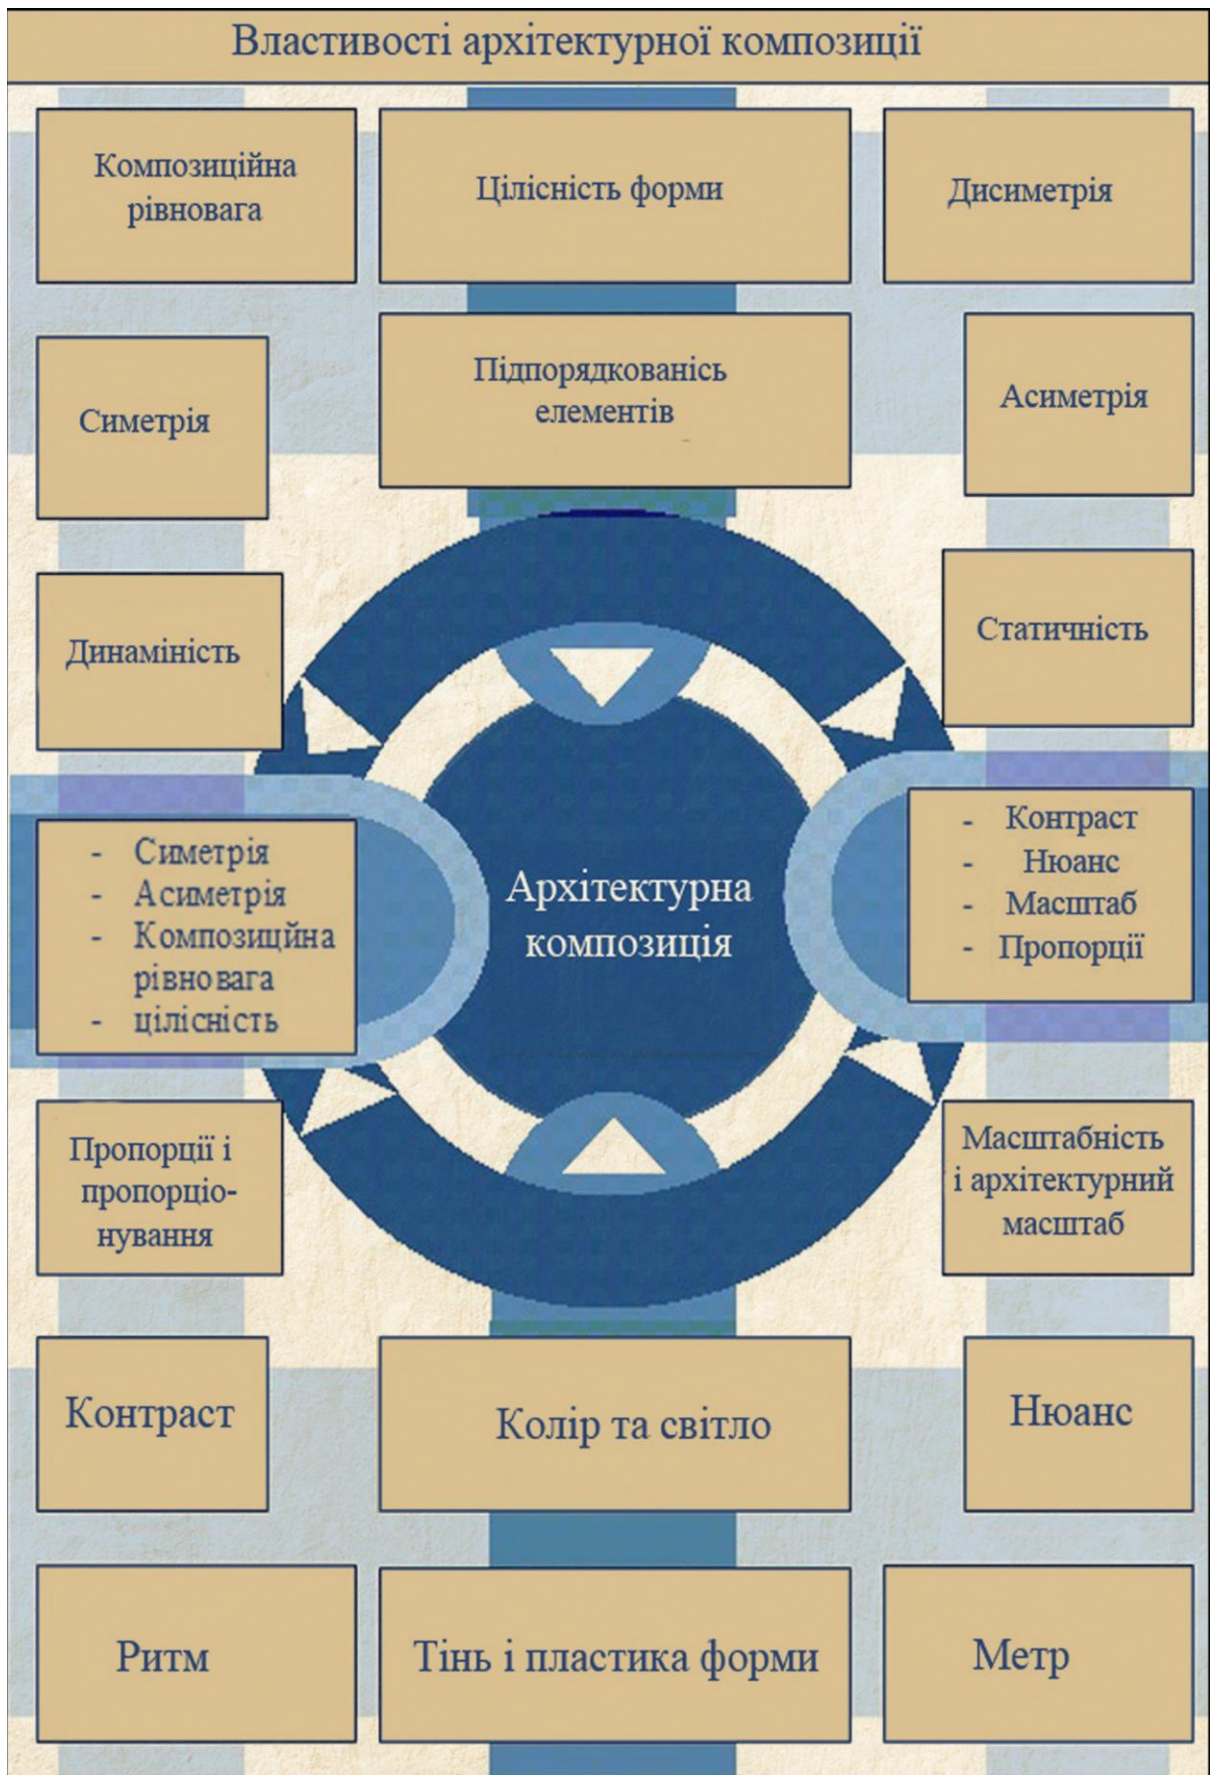 Властивості архітектурної композиції
Композиційна
рівновага
Цілісність форми
Дисиметрія
Симетрія
Підпорядкованісь
елементів
Асиметрія
Динаміність
Статичність
- Симетрія
- Асиметрія
- Композицйна
рівновага
- цілісність
Архітектурна
композиція
- Контраст
- Нюанс
- Масштаб
- Пропорції
Пропорції і
пропорціо-
нування
Масштабність
і архітектурний
масштаб
Контраст
Колір та світло
Нюанс
Ритм
Тінь і пластика форми
Метр